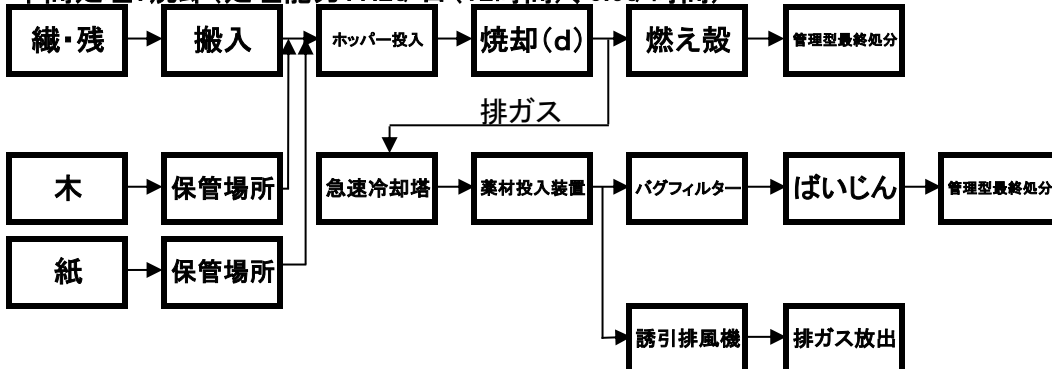 繊・残
搬入
ホッパー投入
焼却(d)
燃え殻
管理型最終処分
排ガス
木
保管場所
急速冷却塔
薬材投入装置
バグフィルター
ばいじん
管理型最終処分
紙
保管場所
誘引排風機
排ガス放出